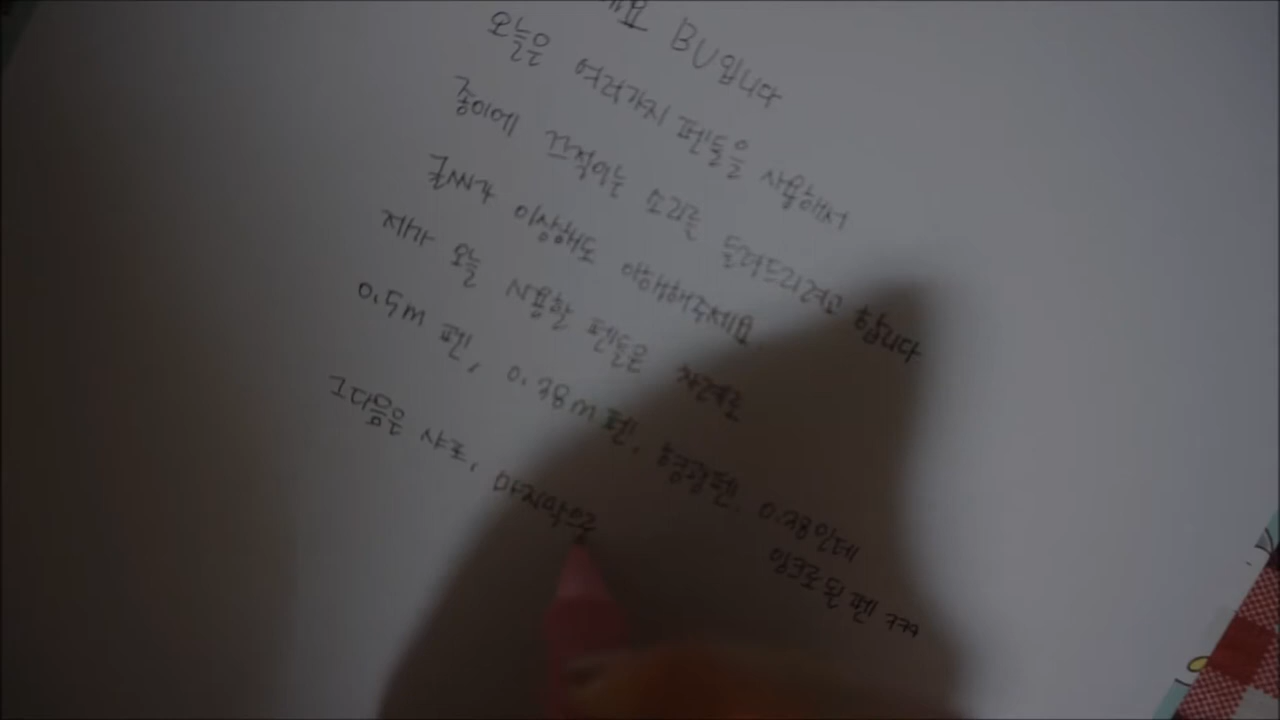 BU입니다
오늘은 여러가지 펜들을 사용해서
종이에 끄적이는 소리를 들려드리려고 합니다
글씨가 이상해도 이해해주세요.
제가 오늘 사용할 펜들은 차례로
0.5m 펜, 0.38m 펜, 형광펜, 0.38인데
잉크로 된 펜 ㅋㅋㅋ
그다음은 샤프, 마지막으로